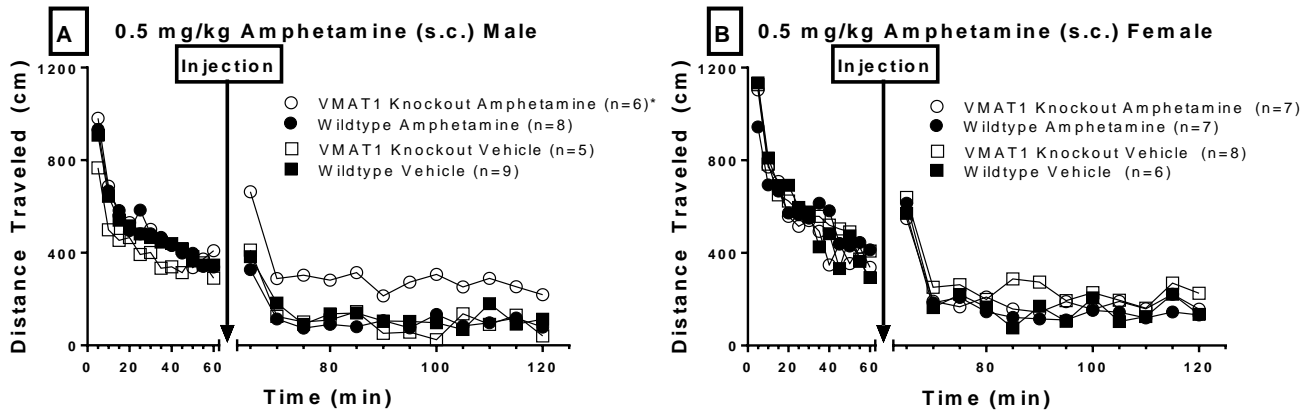 A
0.5 mg/kg Amphetamine (s.c.) Male
Injection
1200
800
400
0
Distance Traveled (cm)
VMAT1 Knockout Amphetamine (n=6)*
Wildtype Amphetamine (n=8)
VMAT1 Knockout Vehicle (n=5)
Wildtype Vehicle (n=9)
0 20 40 60 80 100 120
Time (min)
B
0.5 mg/kg Amphetamine (s.c.) Female
Injection
1200
800
400
0
Distance Traveled (cm)
VMAT1 Knockout Amphetamine (n=7)
Wildtype Amphetamine (n=7)
VMAT1 Knockout Vehicle (n=8)
Wildtype Vehicle (n=6)
0 20 40 60 80 100 120
Time (min)